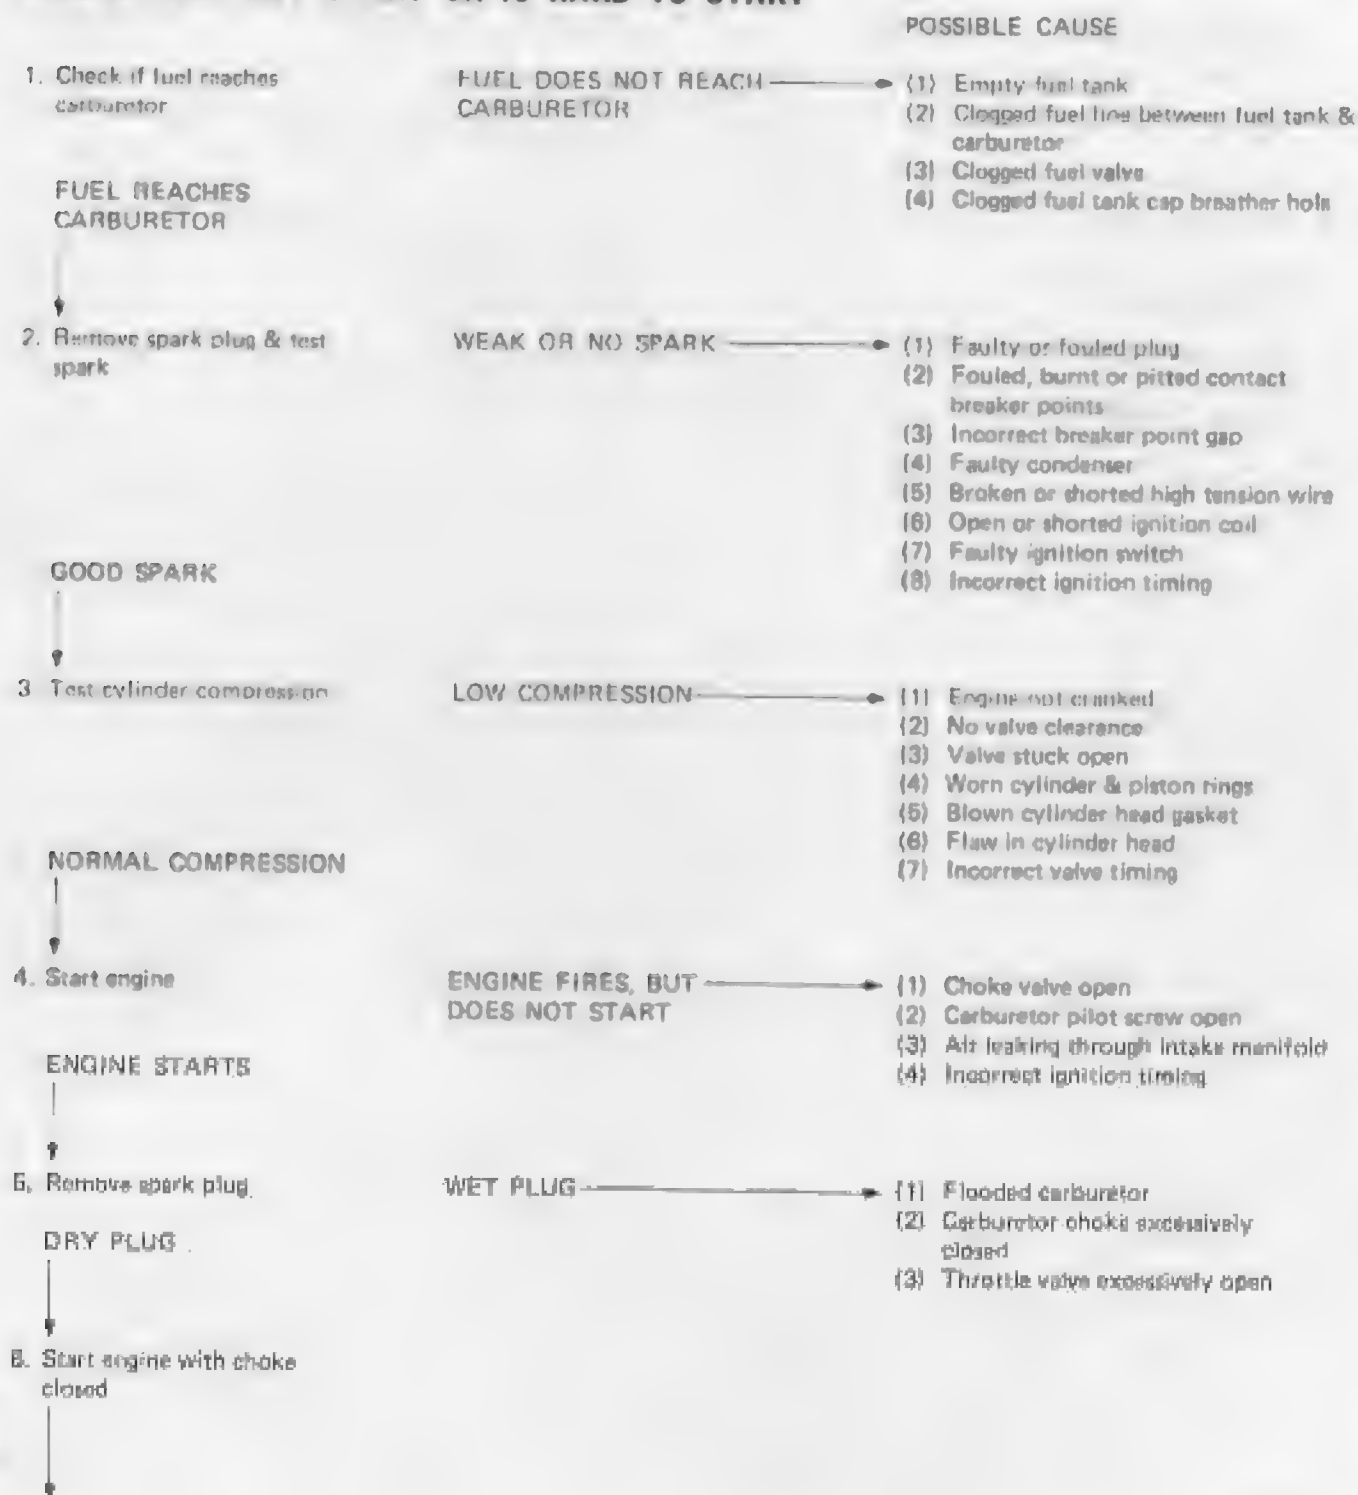 OR IS HARD TO START
POSSIBLE CAUSE
1. Check if fuel reaches
carburetor
FUEL DOES NOT REACH
CARBURETOR
(1) Empty fuel tank
(2) Clogged fuel line between fuel tank &
carburetor
(3) Clogged fuel valve
(4) Clogged fuel tank cap breather hole
FUEL REACHES
CARBURETOR
2. Remove spark plug & test
spark
WEAK OR NO SPARK
(1) Faulty or fouled plug
(2) Fouled, burnt or pitted contact
breaker points
(3) Incorrect breaker point gap
(4) Faulty condenser
(5) Broken or shorted high tension wire
(6) Open or shorted ignition coil
(7) Faulty ignition switch
(8) Incorrect ignition timing
GOOD SPARK
3 Test cylinder compression
LOW COMPRESSION
(1) Engine not cranked
(2) No valve clearance
(3) Valve stuck open
(4) Worn cylinder & piston rings
(5) Blown cylinder head gasket
(6) Flaw in cylinder head
(7) Incorrect valve timing
NORMAL COMPRESSION
4. Start engine
ENGINE FIRES, BUT
DOES NOT START
(1) Choke valve open
(2) Carburetor pilot screw open
(3) Air leaking through intake manifold
(4) Incorrect ignition timing
ENGINE STARTS
5. Remove spark plug
WET PLUG
(1) Flooded carburetor
(2) Carburetor choke excessively
closed
(3) Throttle valve excessively open
DRY PLUG
6. Start engine with choke
closed